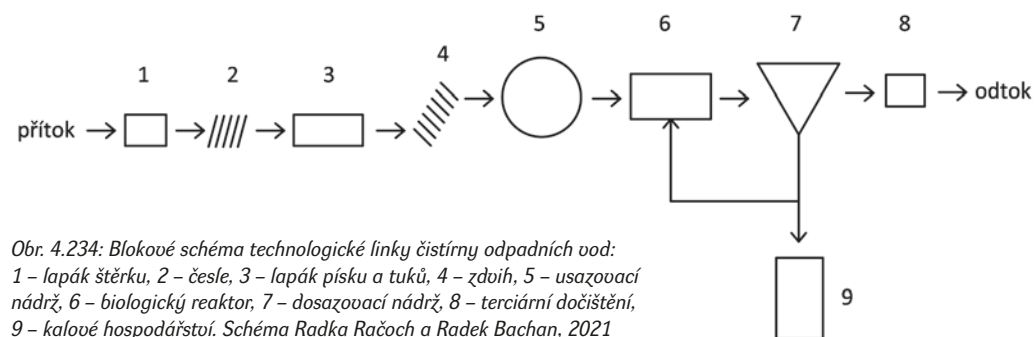 5
6
7
8
4
1
2
3
přítok
odtok
Obr. 4.234: Blokové schéma technologické linky čistírny odpadních vod:
1 – lapák štěrku, 2 – česle, 3 – lapák písku a tuků, 4 – zdvih, 5 – usazovací
nádrž, 6 – biologický reaktor, 7 – dosazovací nádrž, 8 – terciární dočištění,
9 – kalové hospodářství. Schéma Radka Račoch a Radek Bachan, 2021
9